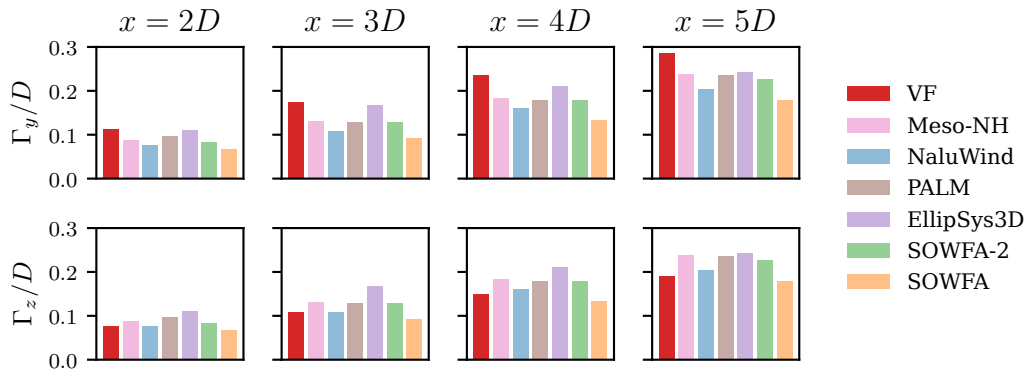 x = 2D
x = 3D
x = 4D
x = 5D
Γy/D
0.3
0.2
0.1
0.0
Γz/D
0.3
0.2
0.1
0.0
VF
Meso-NH
NaluWind
PALM
EllipSys3D
SOWFA-2
SOWFA